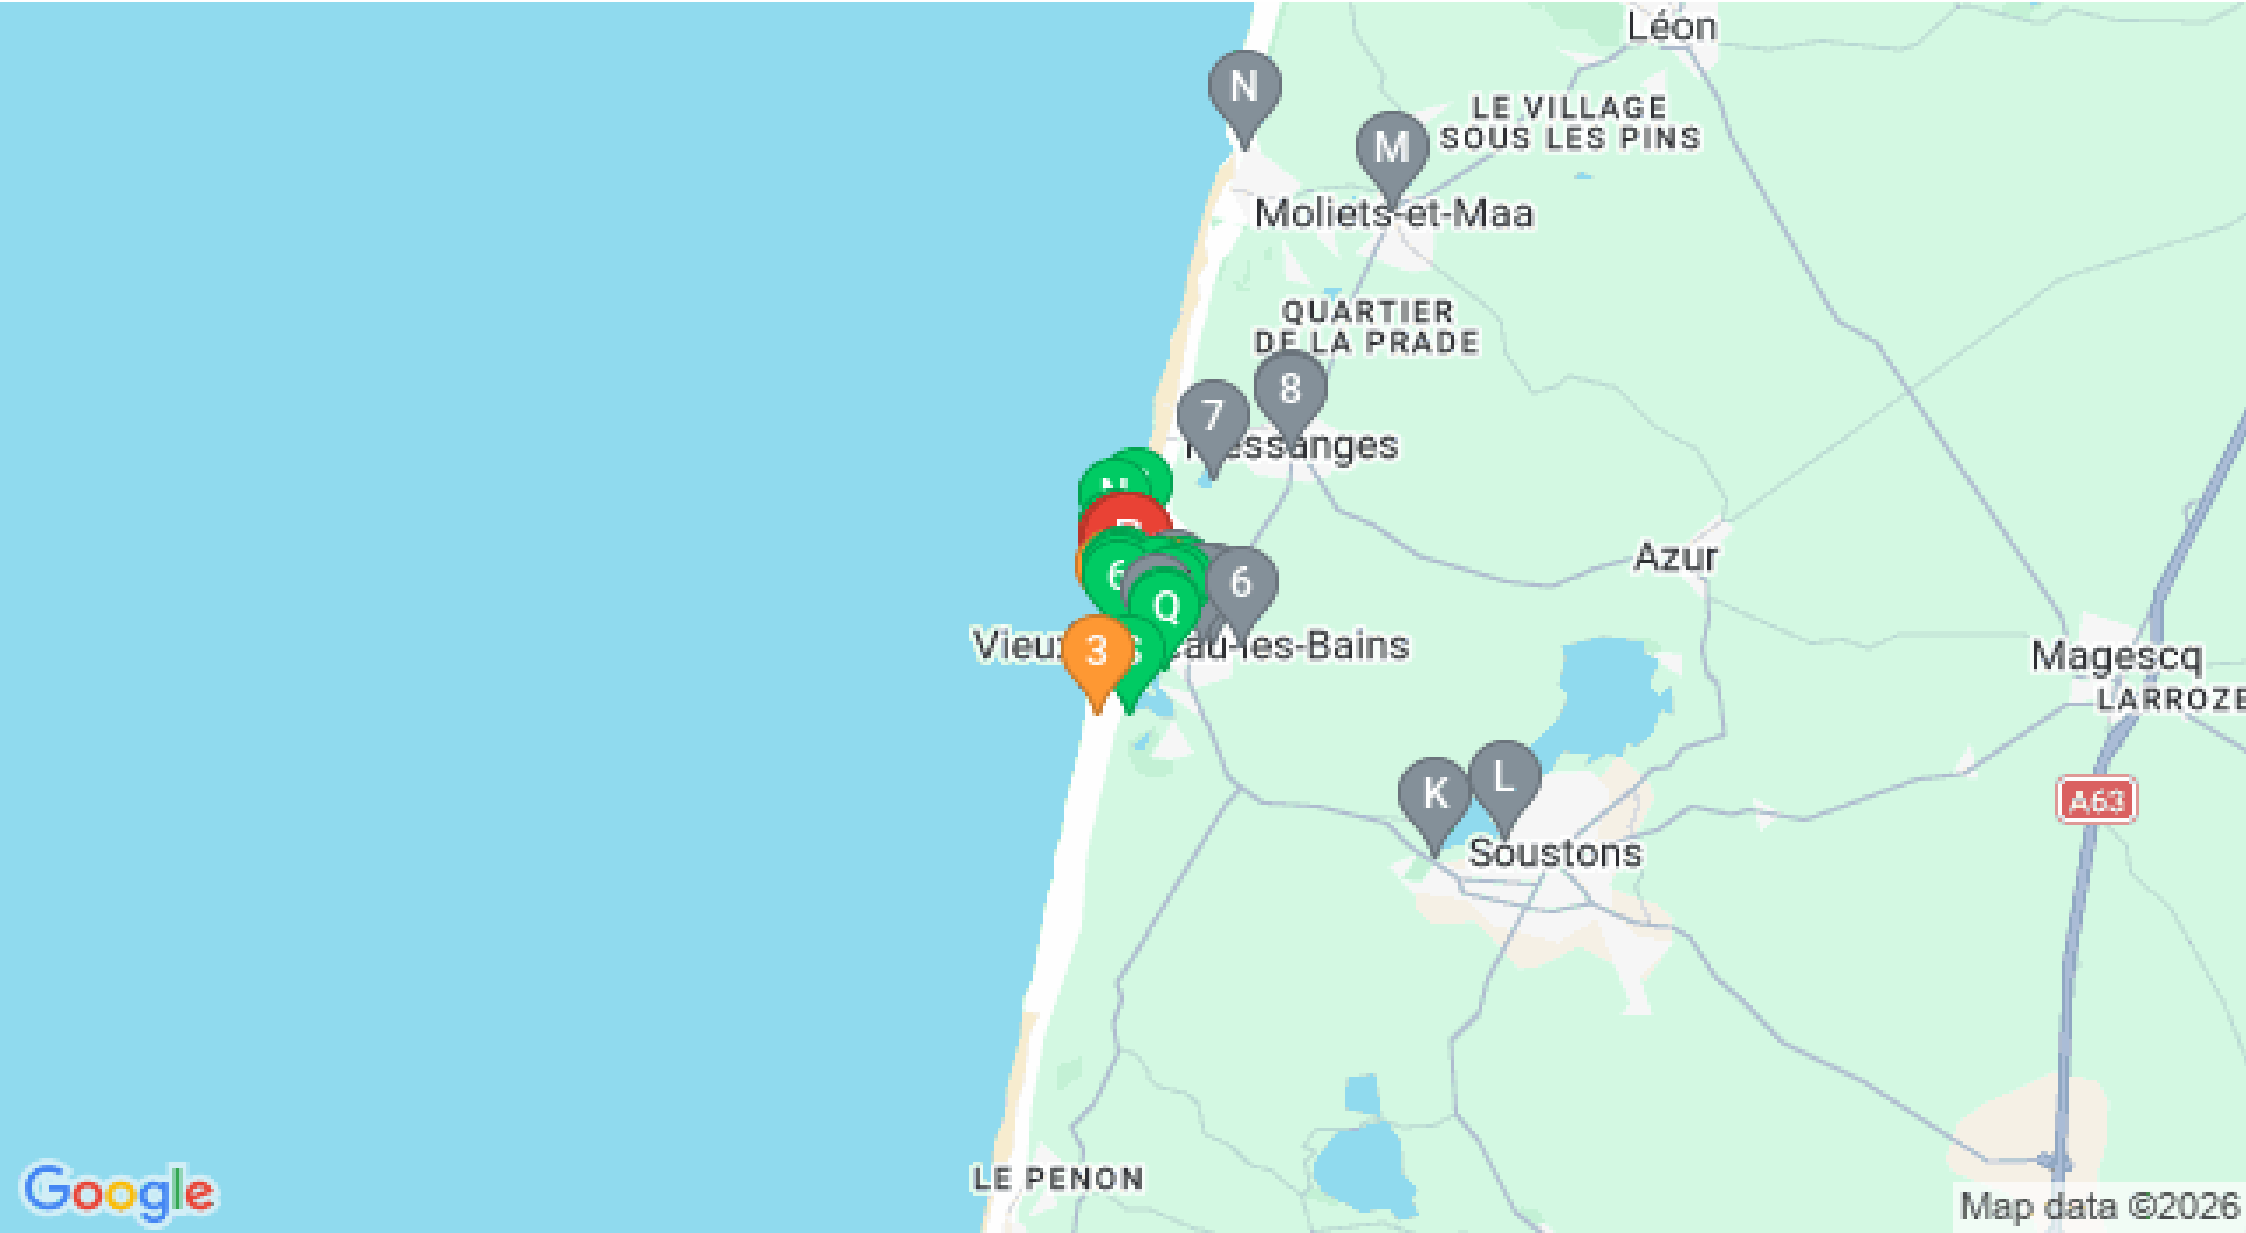 Léon
N
LE VILLAGE
SOUS LES PINS
M
Moliets-et-Maa
QUARTIER
DE LA PRADE
8
7
6
Azur
Q
3
Magescq
LARROZE
L
K
A63
Soustons
LE PENON
Google
Map data ©2026